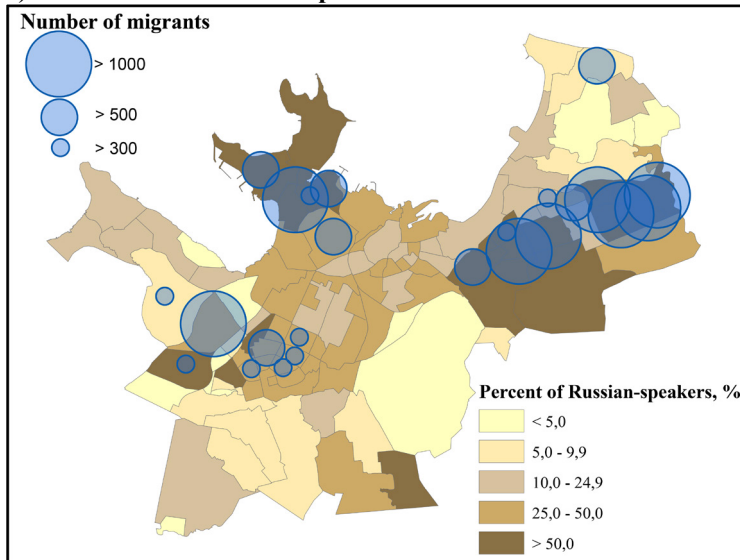 Number of migrants
> 1000
> 500
> 300
Percent of Russian-speakers, %
< 5,0
5,0 - 9,9
10,0 - 24,9
25,0 - 50,0
> 50,0